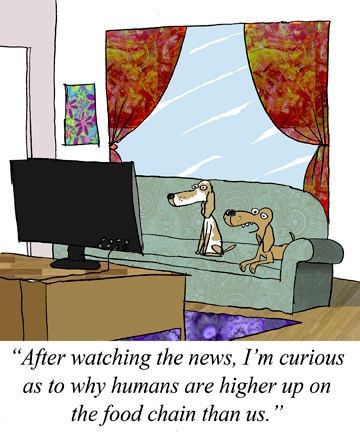 “After watching the news, I’m curious
as to why humans are higher up on
the food chain than us.”